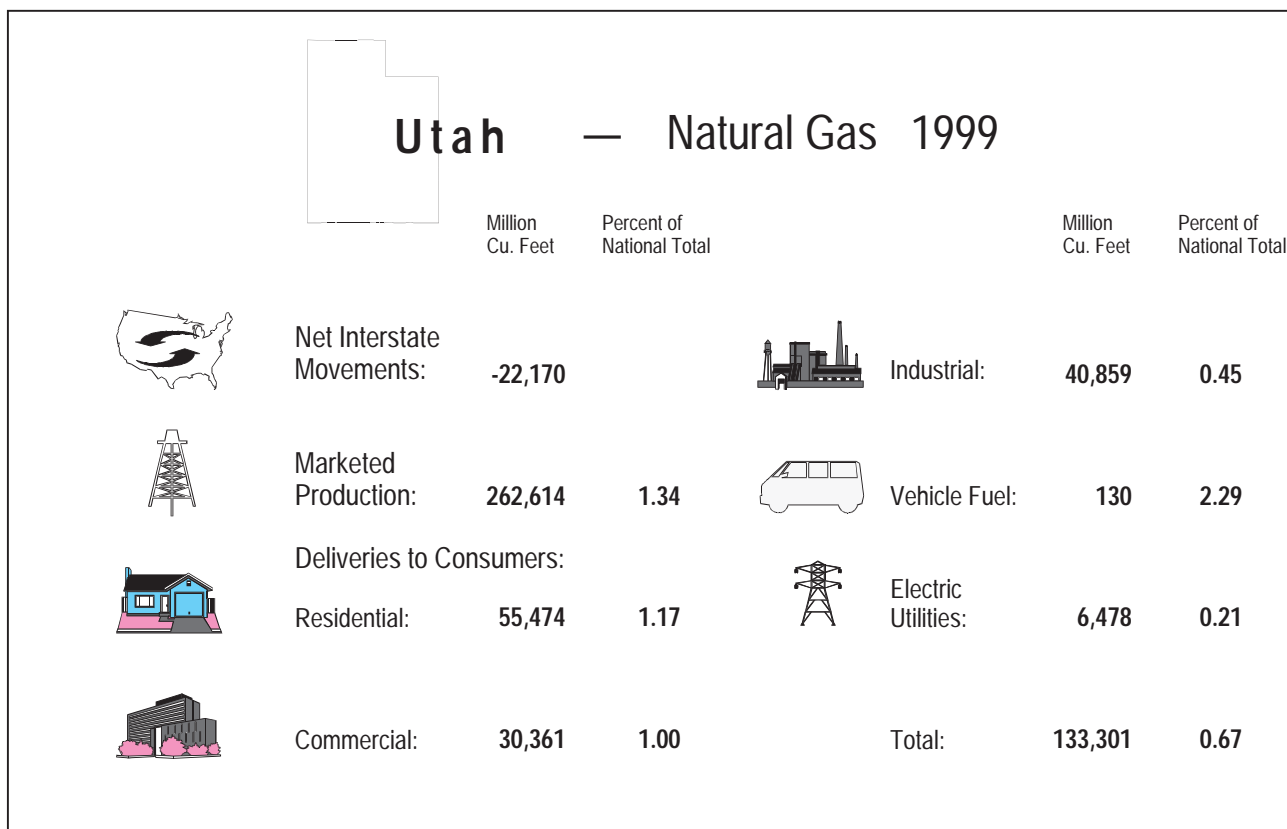 Utah — Natural Gas 1999
Million Cu. Feet Percent of National Total
Net Interstate
Movements: -22,170
Marketed
Production: 262,614 1.34
Deliveries to Consumers:
Residential: 55,474 1.17
Commercial: 30,361 1.00
Million Cu. Feet Percent of National Total
Industrial: 40,859 0.45
Vehicle Fuel: 130 2.29
Electric
Utilities: 6,478 0.21
Total: 133,301 0.67